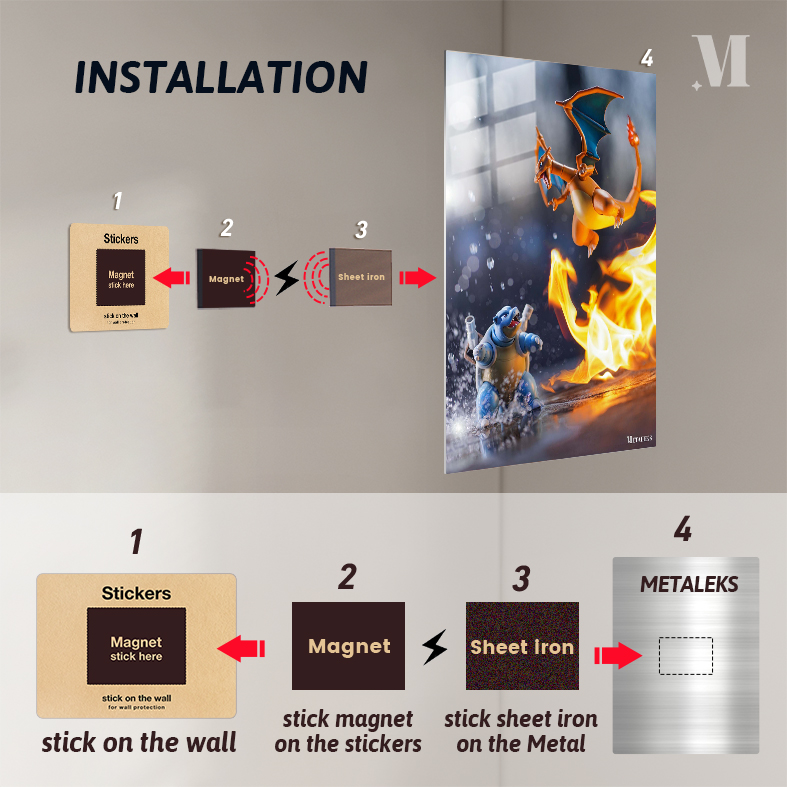 INSTALLATION
M
4
1
2
3
Stickers
Magnet
stick here
stick on the wall
for wall protection
Magnet
Sheet iron
METALEKS
1
2
3
4
Stickers
Magnet
stick here
stick on the wall
for wall protection
Magnet
Sheet iron
METALEKS
stick on the wall
stick magnet
on the stickers
stick sheet iron
on the Metal